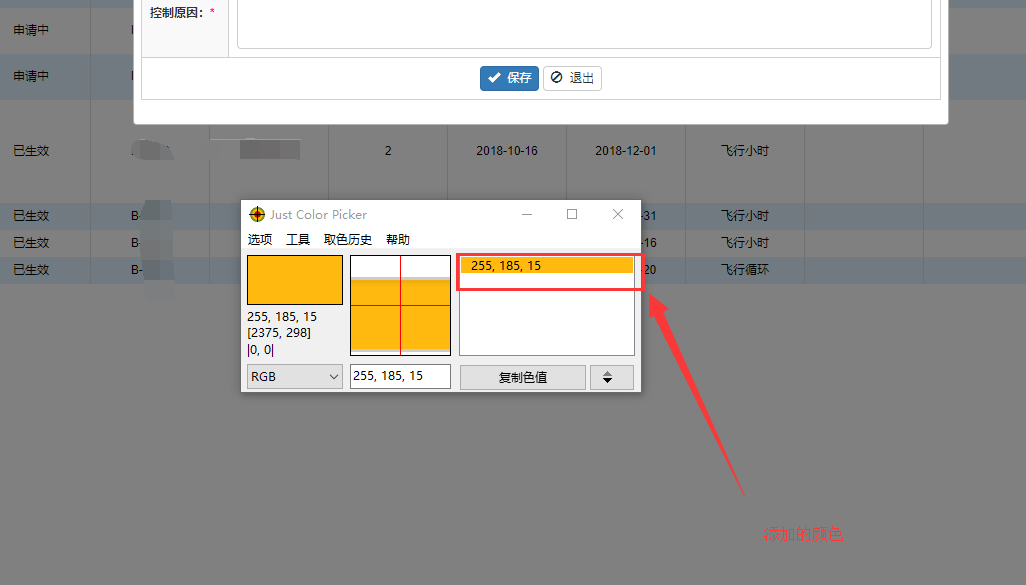 控制原因：*
申请中
申请中
保存 退出
已生效 2 2018-10-16 2018-12-01 飞行小时
已生效 B- -31 飞行小时
已生效 B- -16 飞行小时
已生效 B- -20 飞行循环
Just Color Picker
选项 工具 取色历史 帮助
255, 185, 15
255, 185, 15
[2375, 298]
|0, 0|
RGB 255, 185, 15 复制色值
添加的颜色